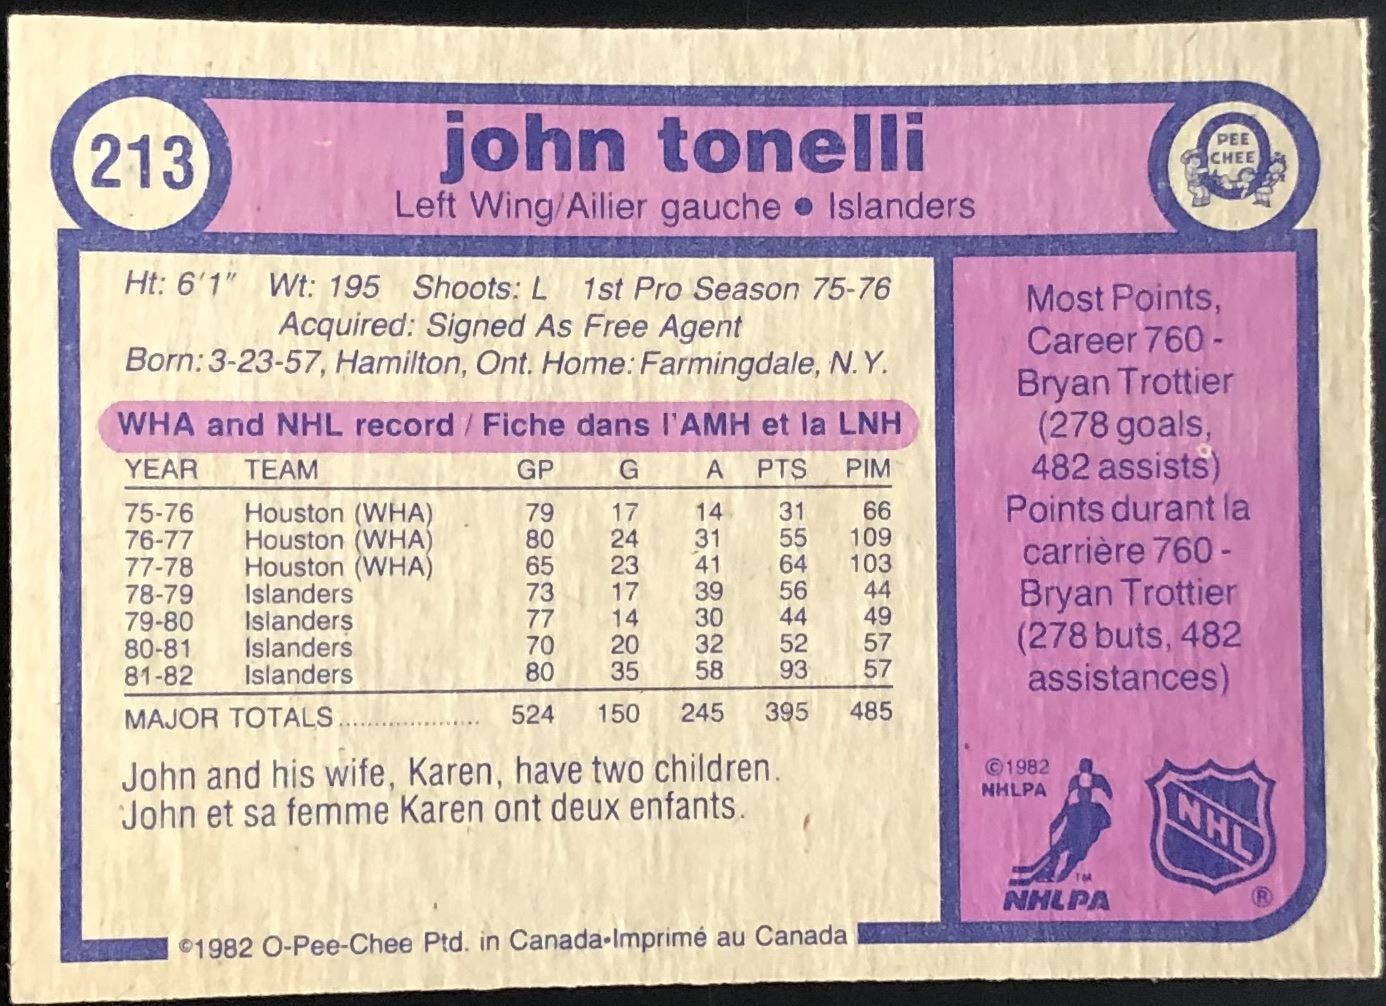 213
john tonelli
PEE
CHEE
Left Wing/Ailier gauche • Islanders
Ht: 6'1" Wt: 195 Shoots: L 1st Pro Season 75-76
Acquired: Signed As Free Agent
Born: 3-23-57, Hamilton, Ont. Home: Farmingdale, N.Y.
WHA and NHL record / Fiche dans l'AMH et la LNH
YEAR TEAM GP G A PTS PIM
75-76 Houston (WHA) 79 17 14 31 66
76-77 Houston (WHA) 80 24 31 55 109
77-78 Houston (WHA) 65 23 41 64 103
78-79 Islanders 73 17 39 56 44
79-80 Islanders 77 14 30 44 49
80-81 Islanders 70 20 32 52 57
81-82 Islanders 80 35 58 93 57
MAJOR TOTALS.................... 524 150 245 395 485
John and his wife, Karen, have two children.
John et sa femme Karen ont deux enfants.
©1982 O-Pee-Chee Ptd. in Canada•Imprimé au Canada
Most Points,
Career 760 -
Bryan Trottier
(278 goals,
482 assists)
Points durant la
carrière 760 -
Bryan Trottier
(278 buts, 482
assistances)
©1982
NHLPA
TM
NHLPA
NHL
®